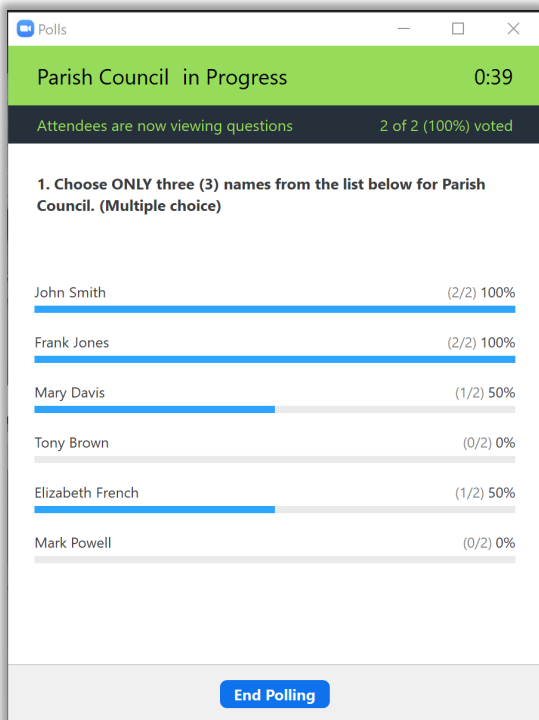 Polls
Parish Council in Progress 0:39
Attendees are now viewing questions 2 of 2 (100%) voted
1. Choose ONLY three (3) names from the list below for Parish
Council. (Multiple choice)
John Smith (2/2) 100%
Frank Jones (2/2) 100%
Mary Davis (1/2) 50%
Tony Brown (0/2) 0%
Elizabeth French (1/2) 50%
Mark Powell (0/2) 0%
End Polling